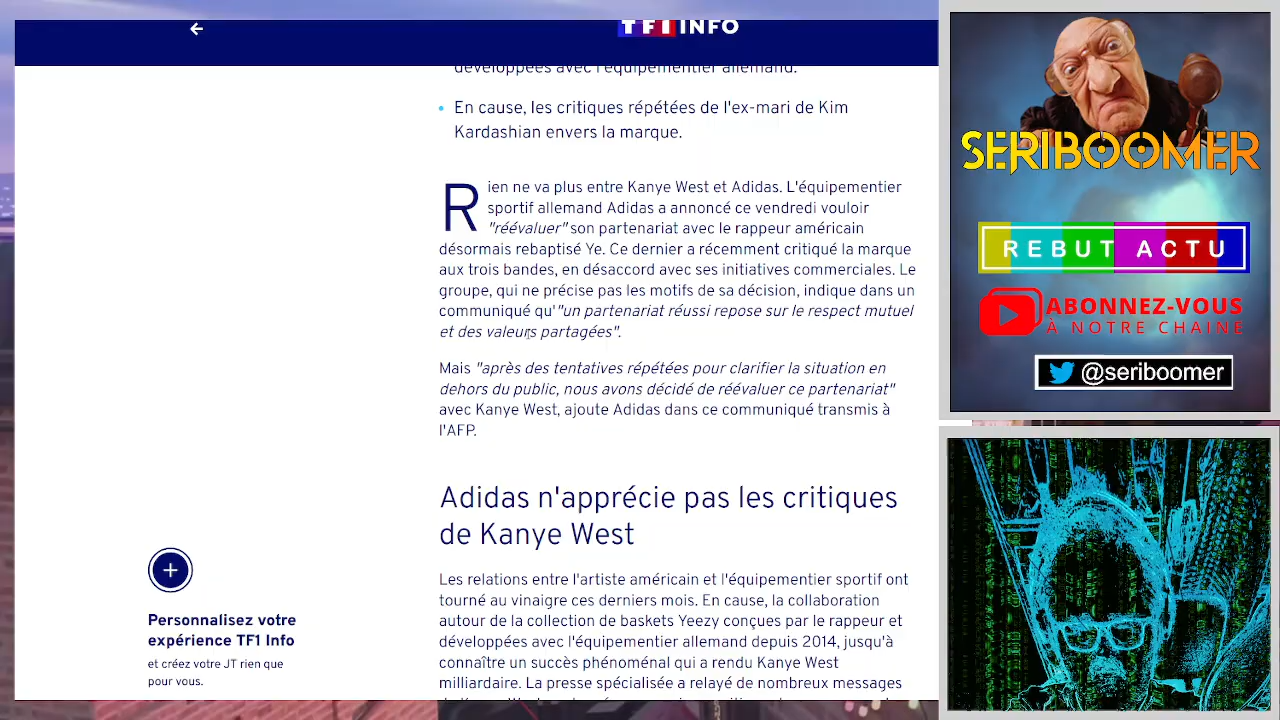 TF1 INFO
développées avec l'équipementier allemand.
En cause, les critiques répétées de l'ex-mari de Kim
Kardashian envers la marque.
Rien ne va plus entre Kanye West et Adidas. L'équipementier
sportif allemand Adidas a annoncé ce vendredi vouloir
"réévaluer" son partenariat avec le rappeur américain
désormais rebaptisé Ye. Ce dernier a récemment critiqué la marque
aux trois bandes, en désaccord avec ses initiatives commerciales. Le
groupe, qui ne précise pas les motifs de sa décision, indique dans un
communiqué qu'"un partenariat réussi repose sur le respect mutuel
et des valeurs partagées".
Mais "après des tentatives répétées pour clarifier la situation en
dehors du public, nous avons décidé de réévaluer ce partenariat"
avec Kanye West, ajoute Adidas dans ce communiqué transmis à
l'AFP.
Adidas n'apprécie pas les critiques
de Kanye West
Les relations entre l'artiste américain et l'équipementier sportif ont
tourné au vinaigre ces derniers mois. En cause, la collaboration
autour de la collection de baskets Yeezy conçues par le rappeur et
développées avec l'équipementier allemand depuis 2014, jusqu'à
connaître un succès phénoménal qui a rendu Kanye West
milliardaire. La presse spécialisée a relayé de nombreux messages
Personnalisez votre
expérience TF1 Info
et créez votre JT rien que
pour vous.
SERIBOOMER
REBUT ACTU
ABONNEZ-VOUS
À NOTRE CHAINE
@seriboomer